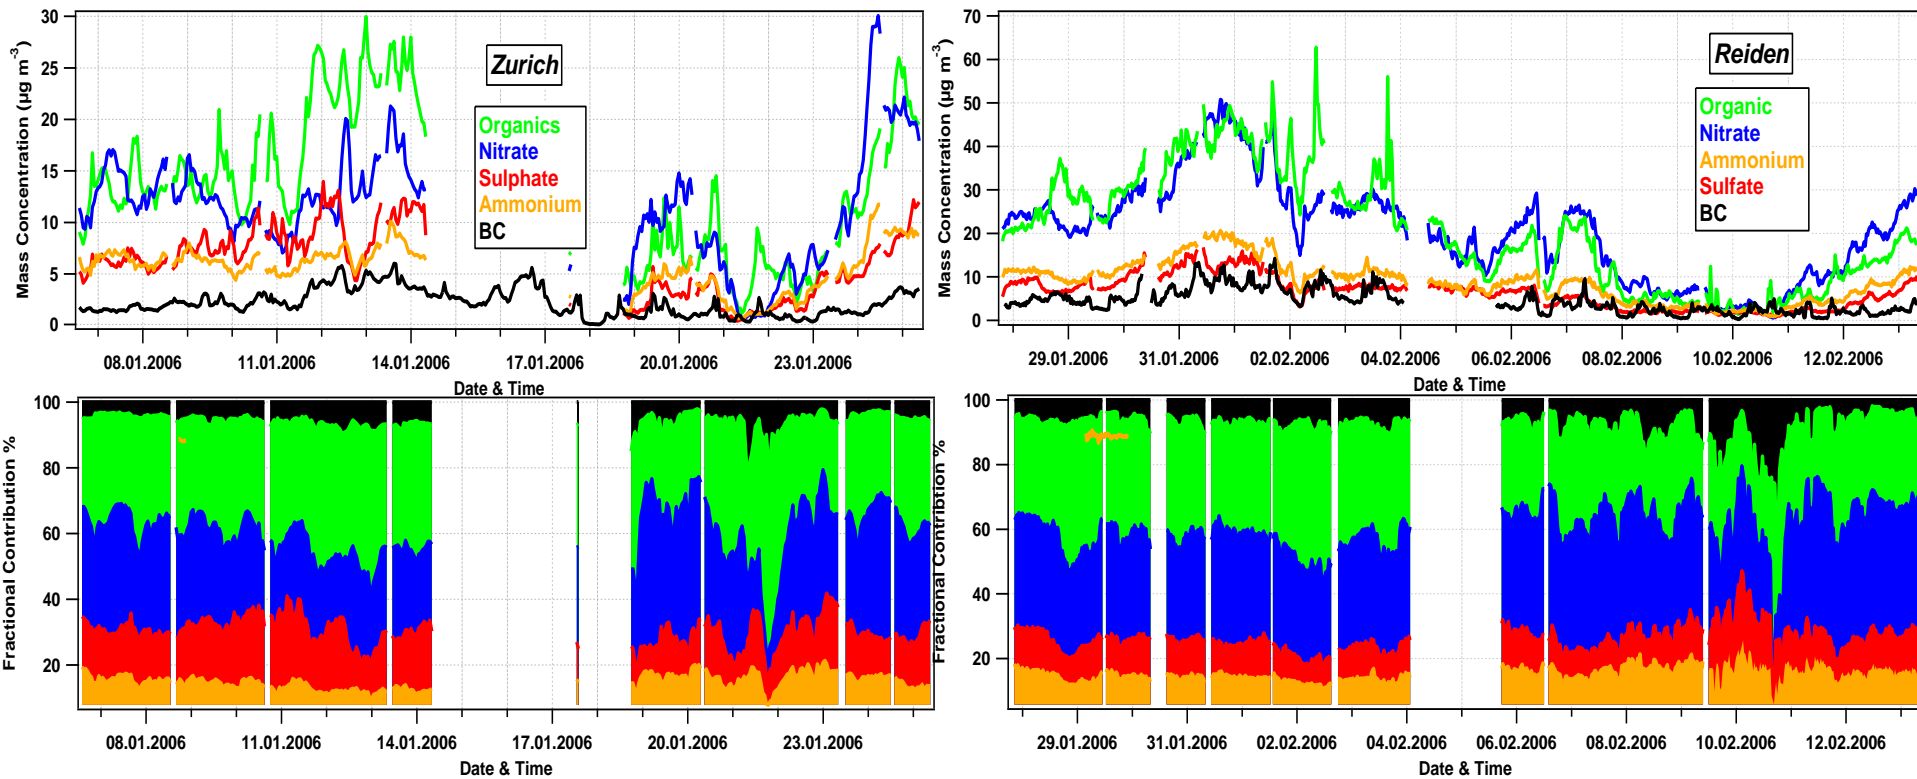 Zurich
Organics
Nitrate
Sulphate
Ammonium
BC
Mass Concentration (µg m-3)
30
25
20
15
10
5
0
08.01.2006 11.01.2006 14.01.2006 17.01.2006 20.01.2006 23.01.2006
Date & Time
Reiden
Organic
Nitrate
Ammonium
Sulfate
BC
Mass Concentration (µg m-3)
70
60
50
40
30
20
10
0
29.01.2006 31.01.2006 02.02.2006 04.02.2006 06.02.2006 08.02.2006 10.02.2006 12.02.2006
Date & Time
Fractional Contribution %
100
80
60
40
20
08.01.2006 11.01.2006 14.01.2006 17.01.2006 20.01.2006 23.01.2006
Date & Time
Fractional Contribtion %
100
80
60
40
20
29.01.2006 31.01.2006 02.02.2006 04.02.2006 06.02.2006 08.02.2006 10.02.2006 12.02.2006
Date & Time